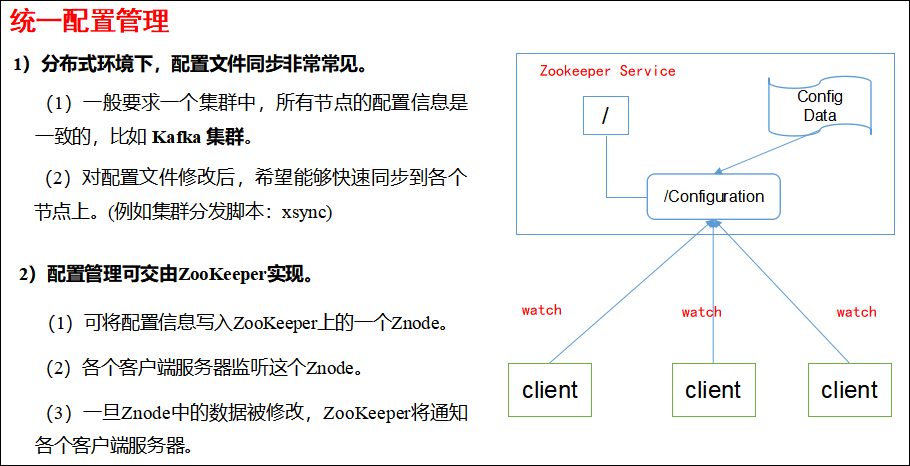 统一配置管理
1）分布式环境下，配置文件同步非常常见。
（1）一般要求一个集群中，所有节点的配置信息是
一致的，比如 Kafka 集群。
（2）对配置文件修改后，希望能够快速同步到各个
节点上。(例如集群分发脚本：xsync)
2）配置管理可交由ZooKeeper实现。
（1）可将配置信息写入ZooKeeper上的一个Znode。
（2）各个客户端服务器监听这个Znode。
（3）一旦Znode中的数据被修改，ZooKeeper将通知
各个客户端服务器。
Zookeeper Service
/
Config
Data
/Configuration
watch
watch
watch
client
client
client